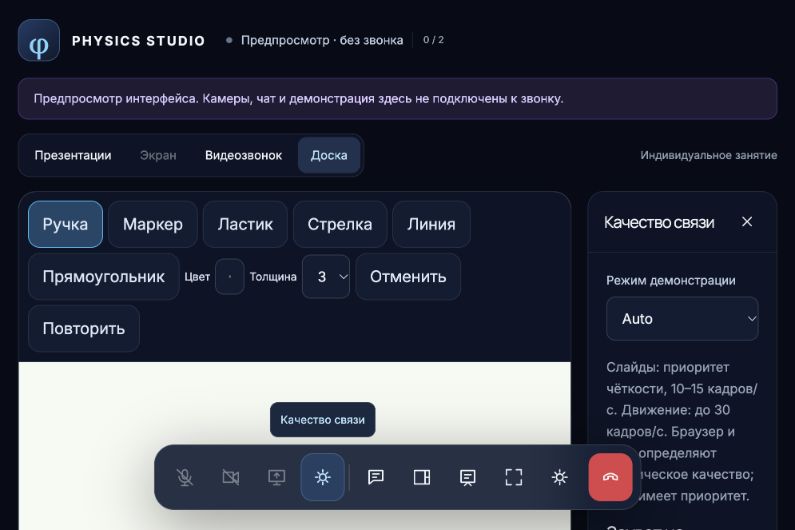 φ PHYSICS STUDIO
Предпросмотр · без звонка
0 / 2
Предпросмотр интерфейса. Камеры, чат и демонстрация здесь не подключены к звонку.
Презентации Экран Видеозвонок Доска
Индивидуальное занятие
Ручка Маркер Ластик Стрелка Линия
Прямоугольник Цвет Толщина 3 Отменить
Повторить
Качество связи
Качество связи
Режим демонстрации
Auto
Слайды: приоритет
чёткости, 10–15 кадров/
с. Движение: до 30
кадров/с. Браузер и
определяют
качество;
имеет приоритет.